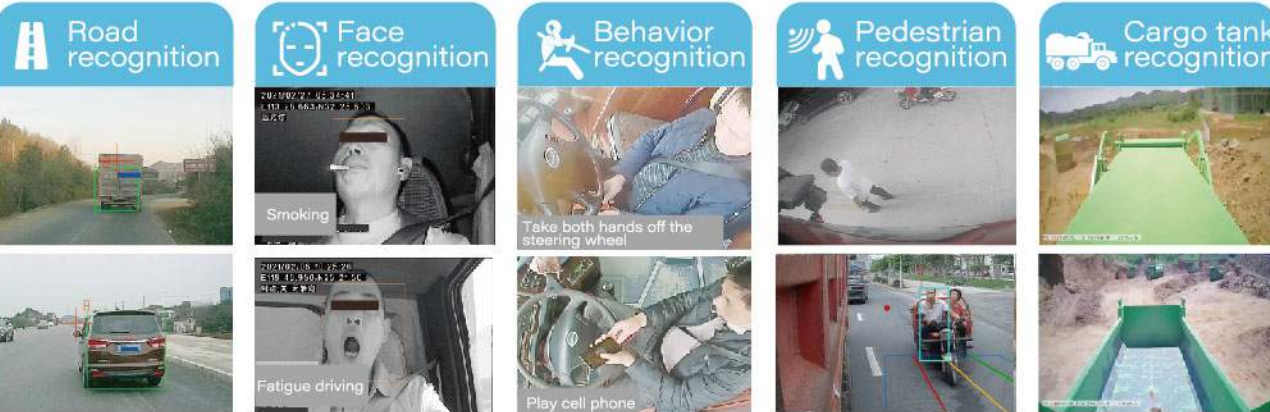 Road
recognition
Face
recognition
Behavior
recognition
Pedestrian
recognition
Cargo tank
recognition
Smoking
Take both hands off the
steering wheel
Fatigue driving
Play cell phone